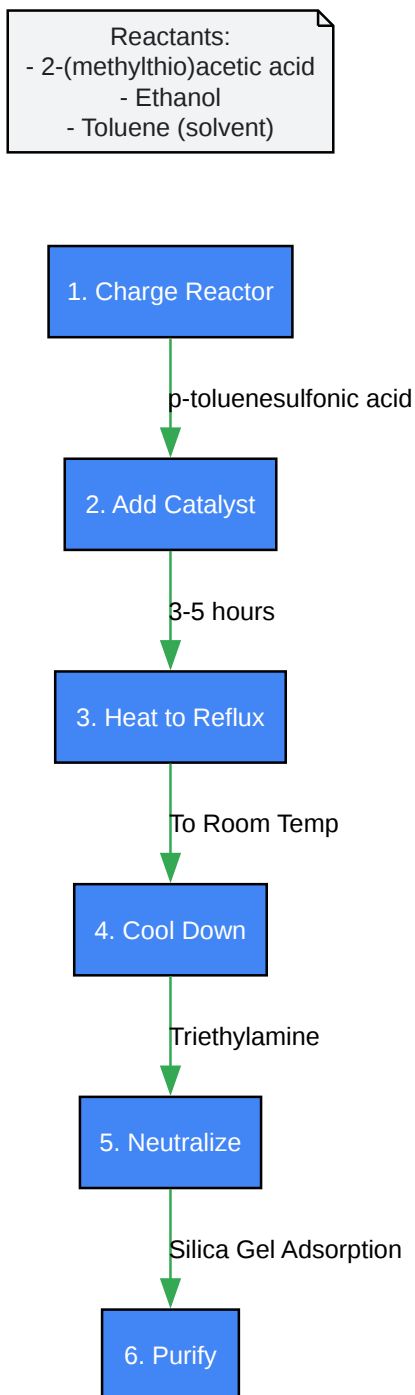 Reactants:
- 2-(methylthio)acetic acid
- Ethanol
- Toluene (solvent)
1. Charge Reactor
p-toluenesulfonic acid
2. Add Catalyst
3-5 hours
3. Heat to Reflux
To Room Temp
4. Cool Down
Triethylamine
5. Neutralize
Silica Gel Adsorption
6. Purify